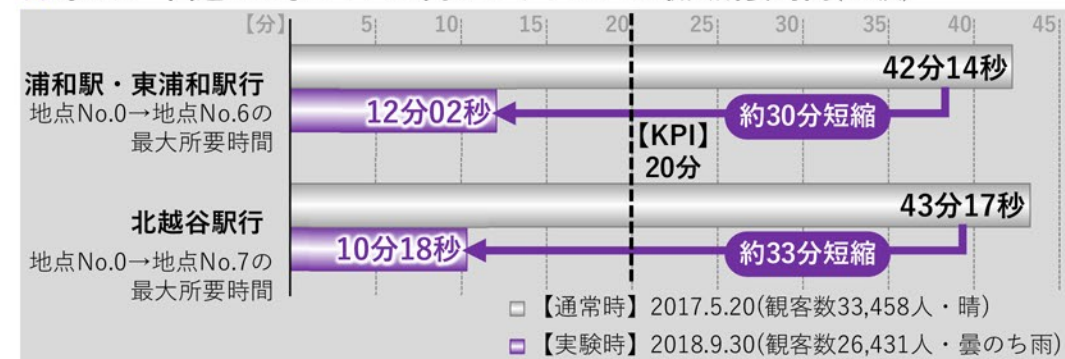 【分】 5 10 15 20 25 30 35 40 45
42分14秒
浦和駅・東浦和駅行
地点No.0→地点No.6の
最大所要時間
12分02秒
約30分短縮
【KPI】
20分
43分17秒
北越谷駅行
地点No.0→地点No.7の
最大所要時間
10分18秒
約33分短縮
【通常時】2017.5.20(観客数33,458人・晴)
【実験時】2018.9.30(観客数26,431人・曇のち雨)